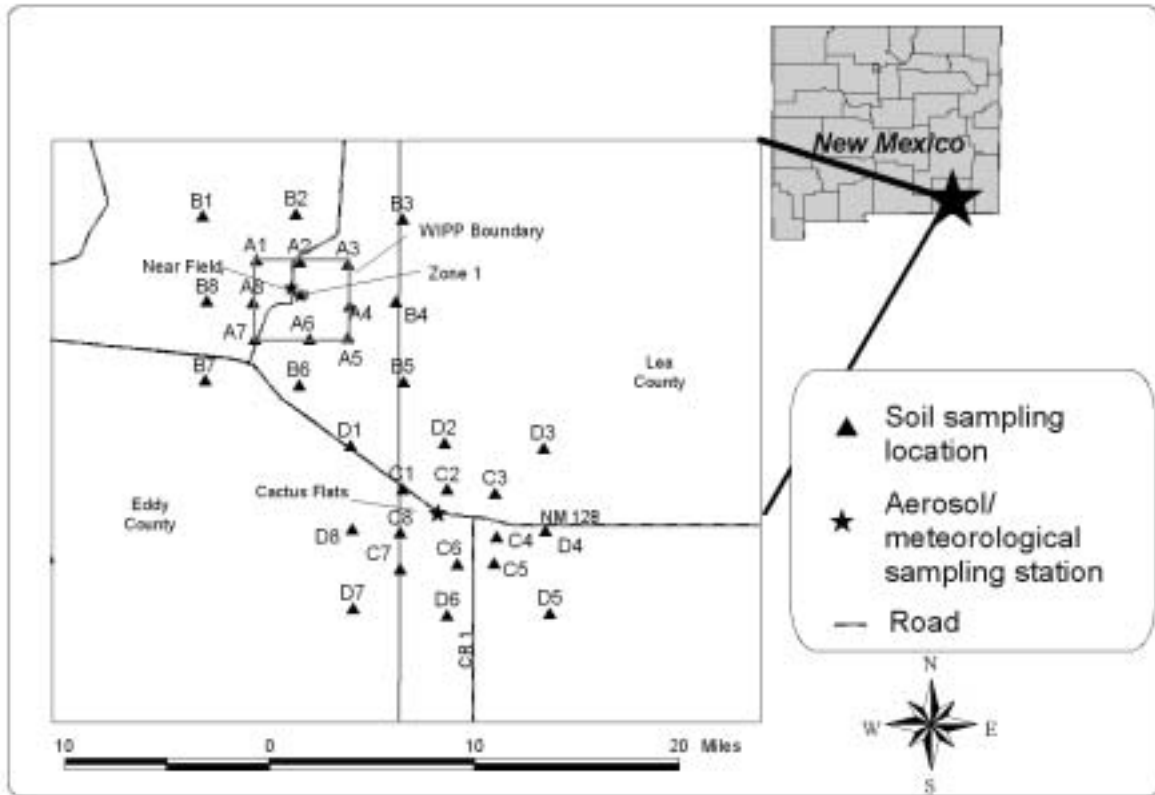 New Mexico
B1
B2
B3
WIPP Boundary
A1
A2
A3
Near Field
Zone 1
B8
A8
A4
B4
A7
A6
A5
B7
B6
B5
Lea
County
D1
D2
D3
C1
C2
C3
Cactus Flats
Eddy
County
NM 128
D8
C8
C4
D4
C7
C6
C5
D7
D6
D5
Soil sampling
location
Aerosol/
meteorological
sampling station
Road
N
W
E
S
10
0
10
20
Miles